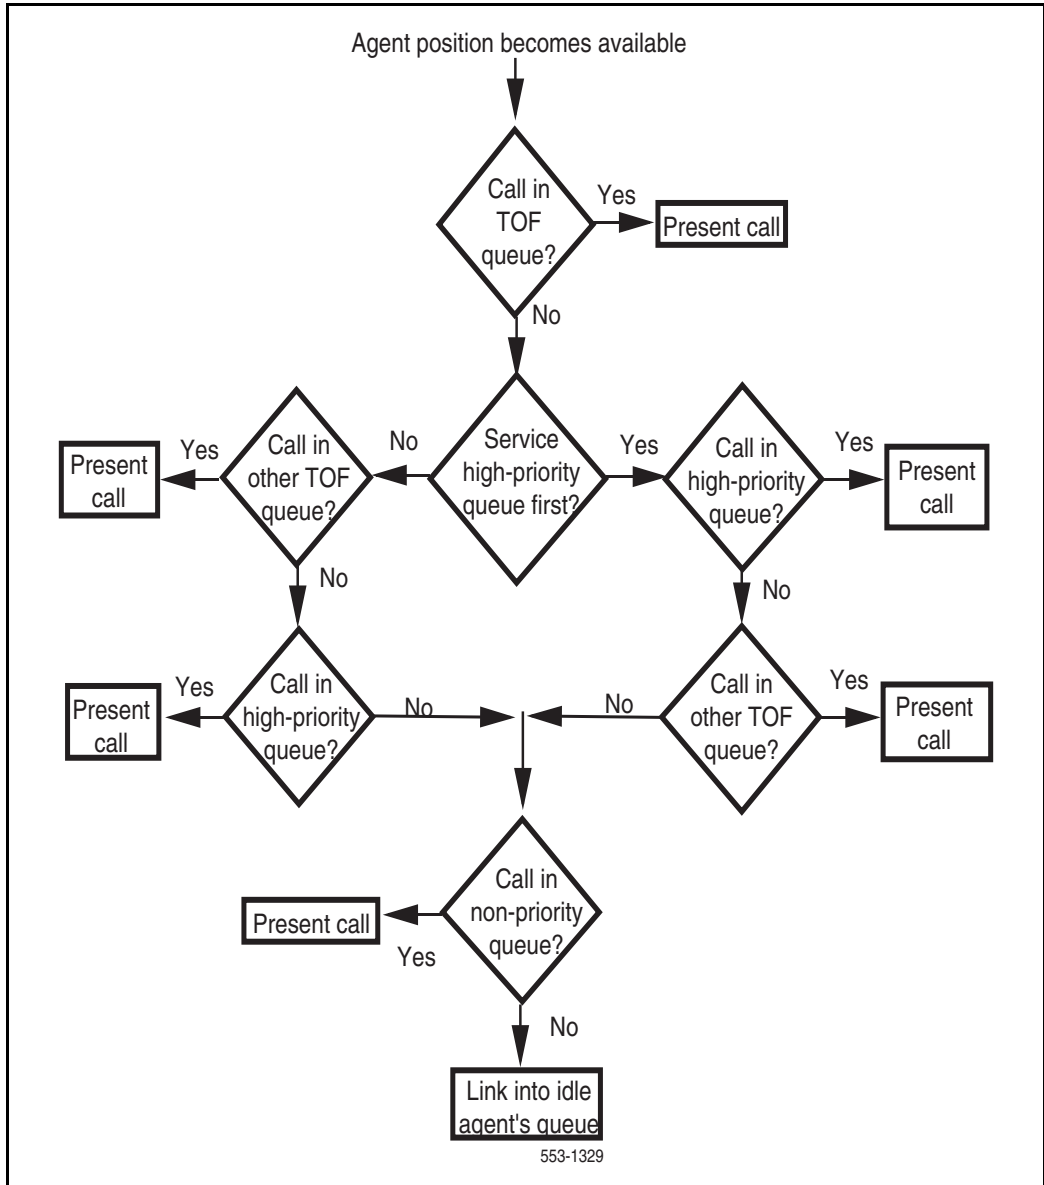 Agent position becomes available
Call in
TOF
queue?
Yes
Present call
No
Service
high-priority
queue first?
No
Yes
Call in
other TOF
queue?
Yes
Present
call
No
Call in
high-priority
queue?
Yes
Present
call
No
Call in
high-priority
queue?
Yes
Present
call
No
Call in
other TOF
queue?
Yes
Present
call
No
Call in
non-priority
queue?
Present call
Yes
No
Link into idle
agent's queue
553-1329